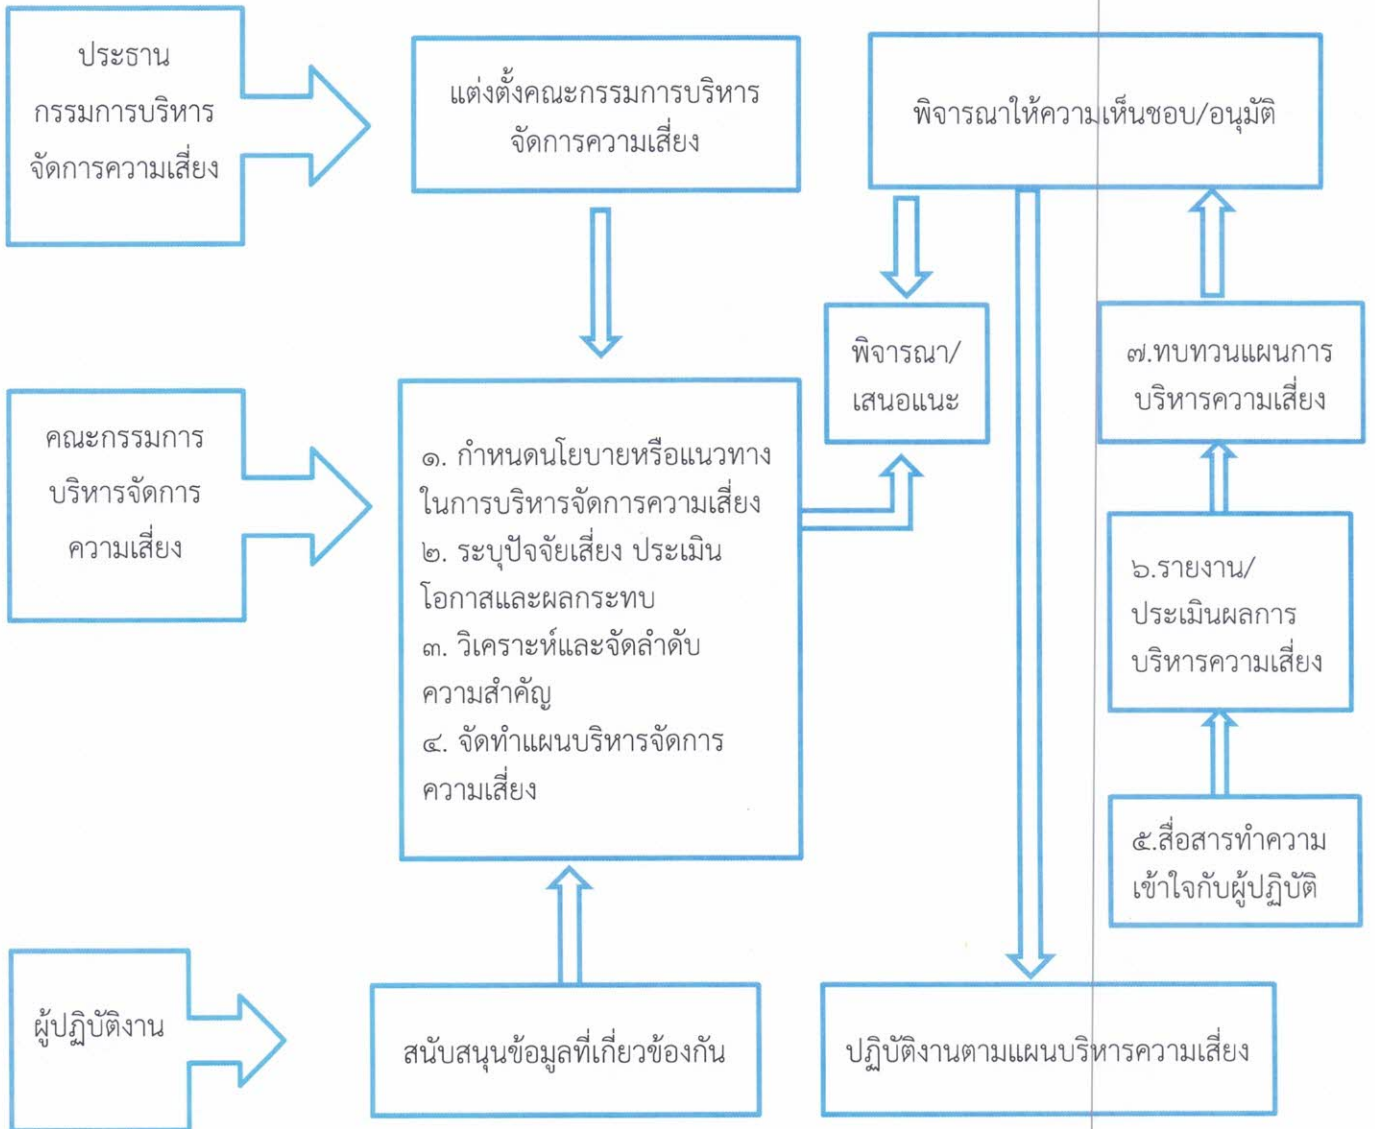 ประธาน
กรรมการบริหาร
จัดการความเสี่ยง
แต่งตั้งคณะกรรมการบริหาร
จัดการความเสี่ยง
พิจารณาให้ความเห็นชอบ/อนุมัติ
คณะกรรมการ
บริหารจัดการ
ความเสี่ยง
๑. กำหนดนโยบายหรือแนวทาง
ในการบริหารจัดการความเสี่ยง
๒. ระบุปัจจัยเสี่ยง ประเมิน
โอกาสและผลกระทบ
๓. วิเคราะห์และจัดลำดับ
ความสำคัญ
๔. จัดทำแผนบริหารจัดการ
ความเสี่ยง
พิจารณา/
เสนอแนะ
๗.ทบทวนแผนการ
บริหารความเสี่ยง
๖.รายงาน/
ประเมินผลการ
บริหารความเสี่ยง
๕.สื่อสารทำความ
เข้าใจกับผู้ปฏิบัติ
ผู้ปฏิบัติงาน
สนับสนุนข้อมูลที่เกี่ยวข้องกัน
ปฏิบัติงานตามแผนบริหารความเสี่ยง